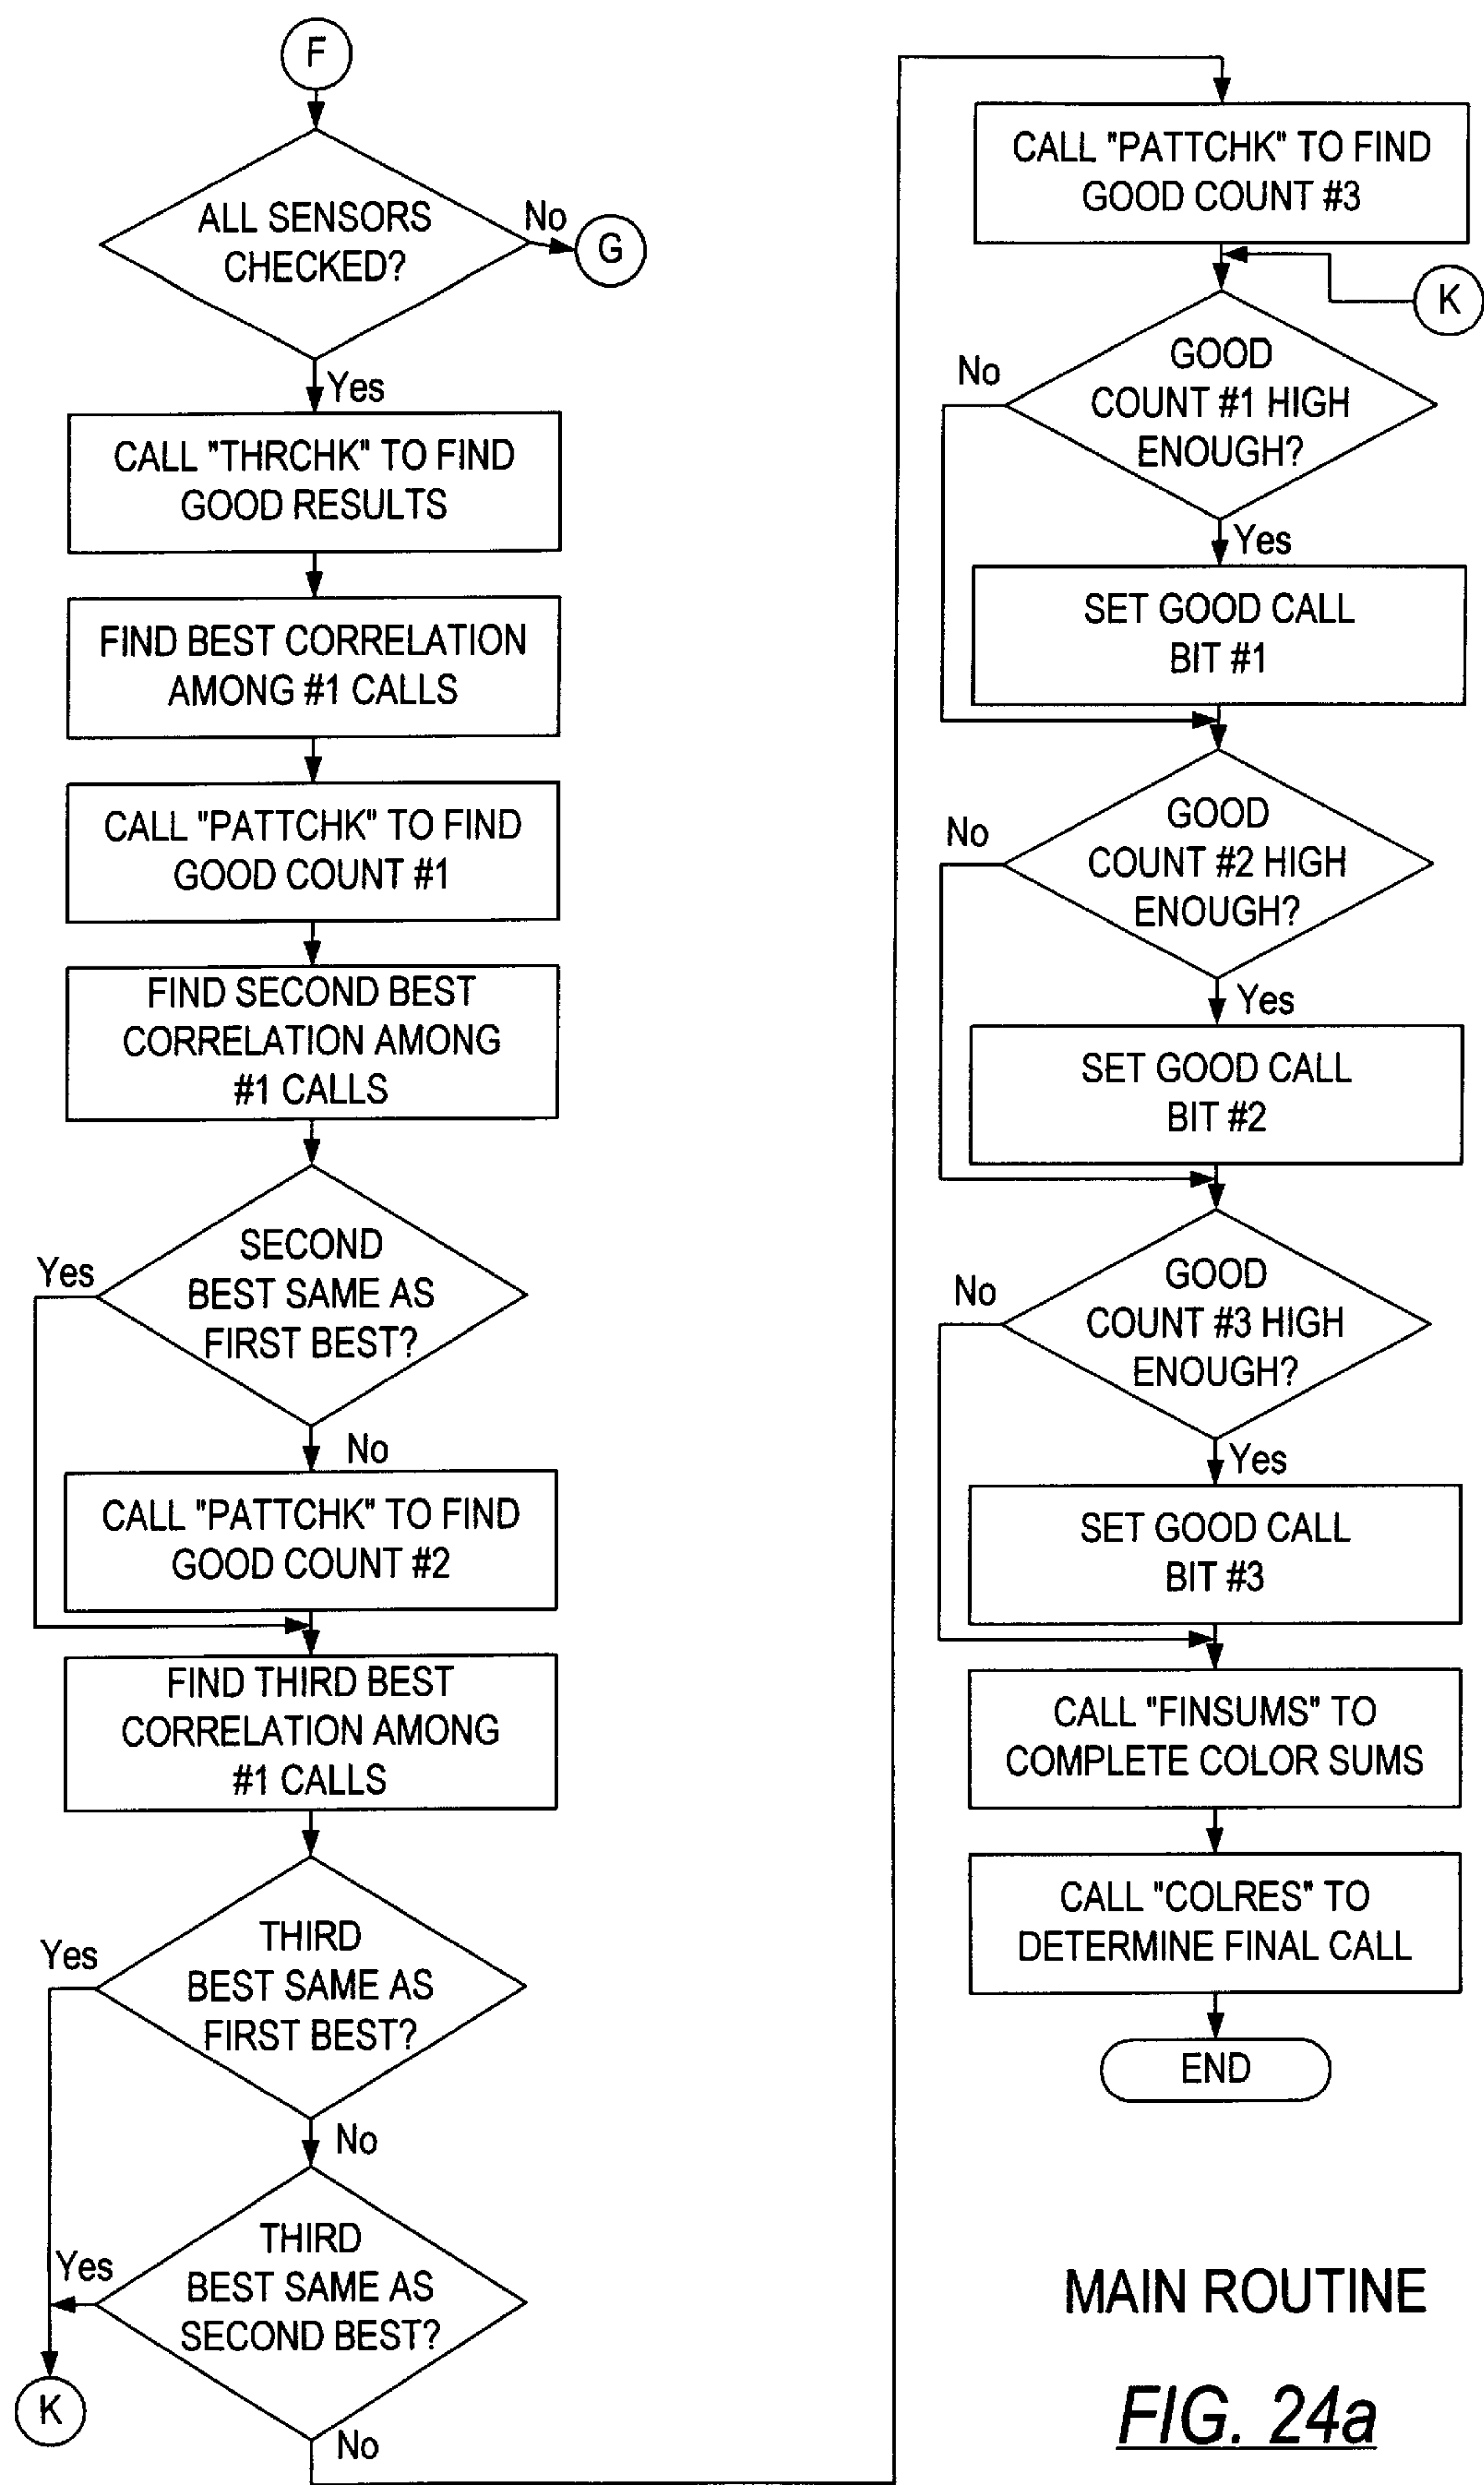 F
ALL SENSORS
CHECKED?
No
G
Yes
CALL "THRCHK" TO FIND
GOOD RESULTS
FIND BEST CORRELATION
AMONG #1 CALLS
CALL "PATTCHK" TO FIND
GOOD COUNT #1
FIND SECOND BEST
CORRELATION AMONG
#1 CALLS
SECOND
BEST SAME AS
FIRST BEST?
Yes
No
CALL "PATTCHK" TO FIND
GOOD COUNT #2
FIND THIRD BEST
CORRELATION AMONG
#1 CALLS
THIRD
BEST SAME AS
FIRST BEST?
Yes
No
THIRD
BEST SAME AS
SECOND BEST?
Yes
K
No
CALL "PATTCHK" TO FIND
GOOD COUNT #3
K
GOOD
COUNT #1 HIGH
ENOUGH?
No
Yes
SET GOOD CALL
BIT #1
GOOD
COUNT #2 HIGH
ENOUGH?
No
Yes
SET GOOD CALL
BIT #2
GOOD
COUNT #3 HIGH
ENOUGH?
No
Yes
SET GOOD CALL
BIT #3
CALL "FINSUMS" TO
COMPLETE COLOR SUMS
CALL "COLRES" TO
DETERMINE FINAL CALL
END
MAIN ROUTINE
FIG. 24a